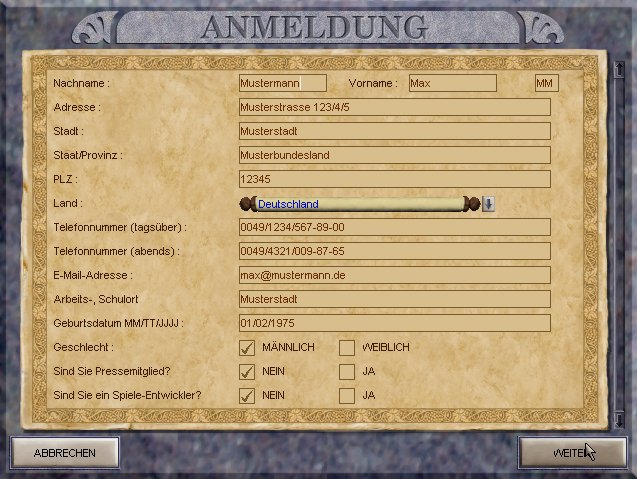 ANMELDUNG
Nachname : Mustermann Vorname : Max MM
Adresse : Musterstrasse 123/4/5
Stadt : Musterstadt
Staat/Provinz : Musterbundesland
PLZ : 12345
Land : Deutschland
Telefonnummer (tagsüber) : 0049/1234/567-89-00
Telefonnummer (abends) : 0049/4321/009-87-65
E-Mail-Adresse : max@mustermann.de
Arbeits-, Schulort Musterstadt
Geburtsdatum MM/TT/JJJJ : 01/02/1975
Geschlecht : MÄNNLICH WEIBLICH
Sind Sie Pressemitglied? NEIN JA
Sind Sie ein Spiele-Entwickler? NEIN JA
ABBRECHEN WEITER